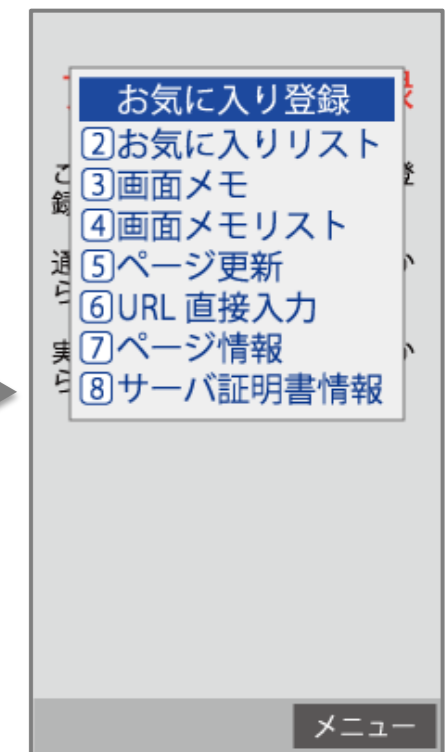 お気に入り登録
2お気に入りリスト
3画面メモ
4画面メモリスト
5ページ更新
6URL 直接入力
7ページ情報
8サーバ証明書情報
メニュー